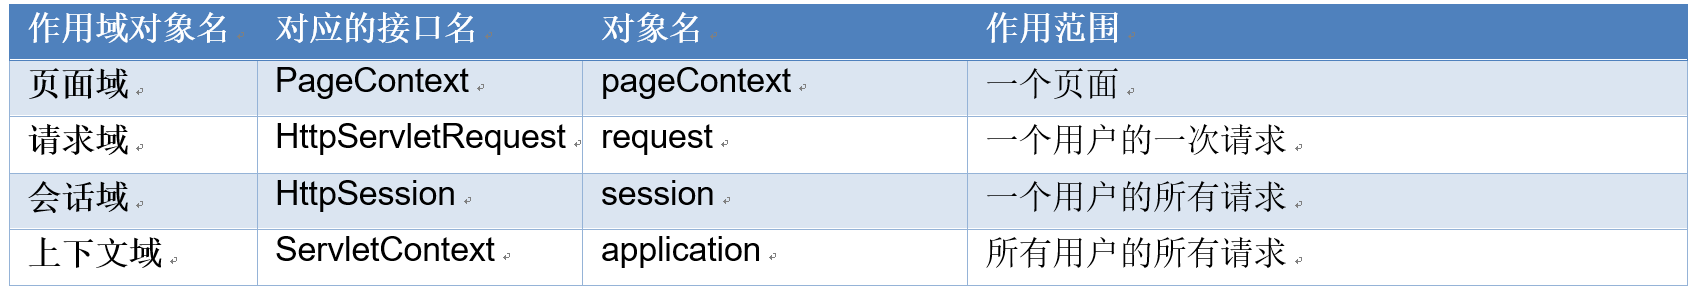 作用域对象名 对应的接口名 对象名 作用范围
页面域 PageContext pageContext 一个页面
请求域 HttpServletRequest request 一个用户的一次请求
会话域 HttpSession session 一个用户的所有请求
上下文域 ServletContext application 所有用户的所有请求